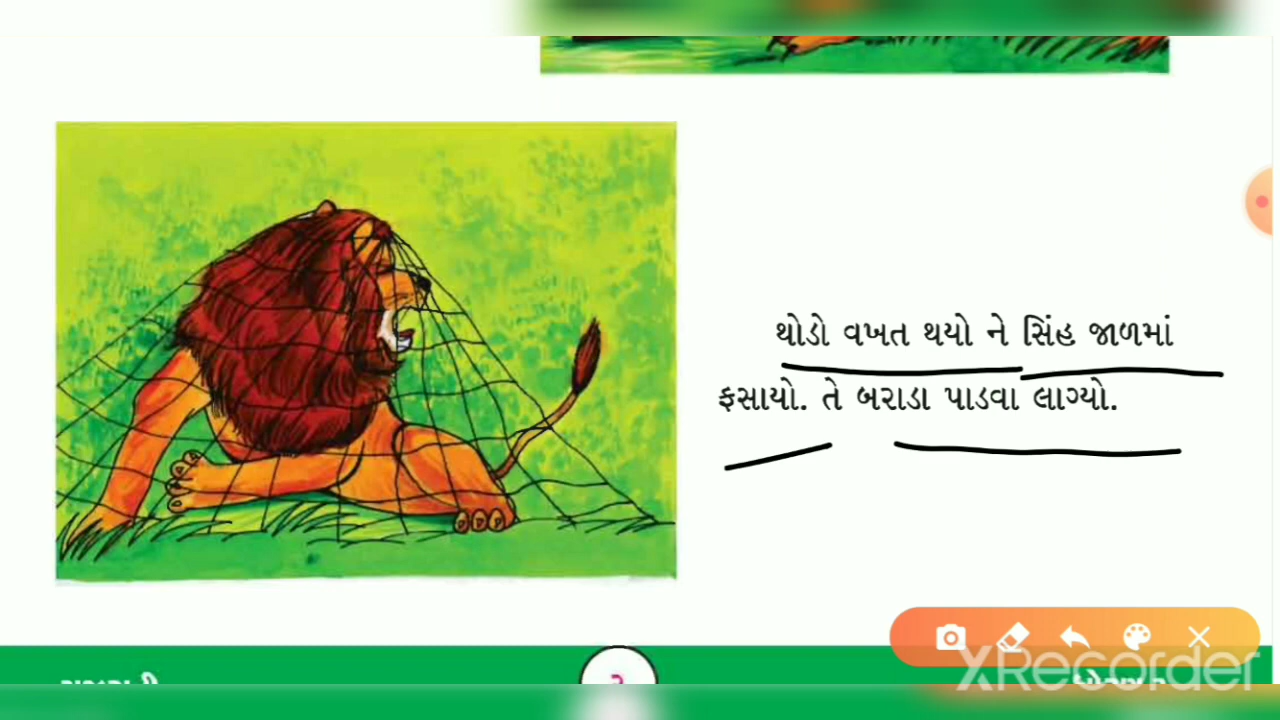 થોડો વખત થયો ને સિંહ જાળમાં
ફસાયો. તે બરાડા પાડવા લાગ્યો.
XRecorder